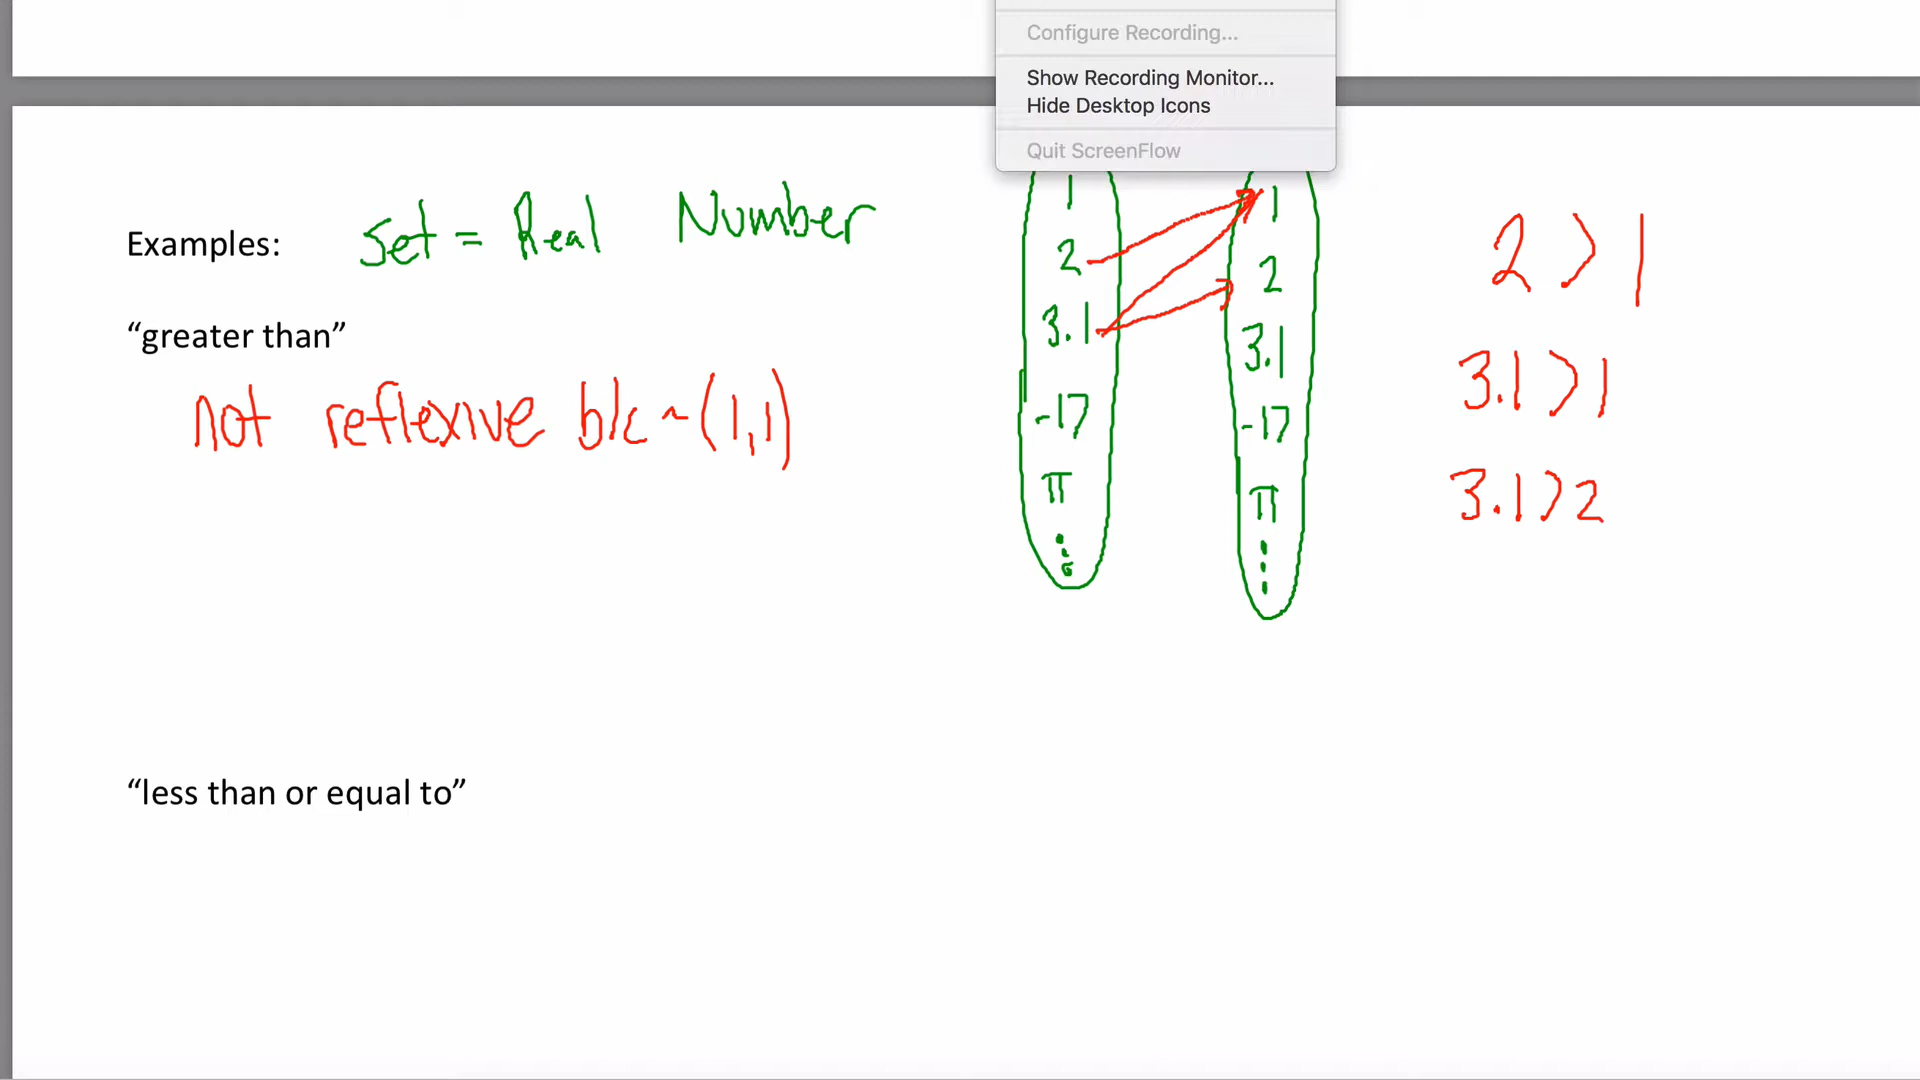 Configure Recording...
Show Recording Monitor...
Hide Desktop Icons
Quit ScreenFlow
Examples: set = Real Number
"greater than"
not reflexive b/c ~(1,1)
1
2
3.1
-17
π
⋮
1
2
3.1
-17
π
⋮
2 > 1
3.1 > 1
3.1 > 2
"less than or equal to"